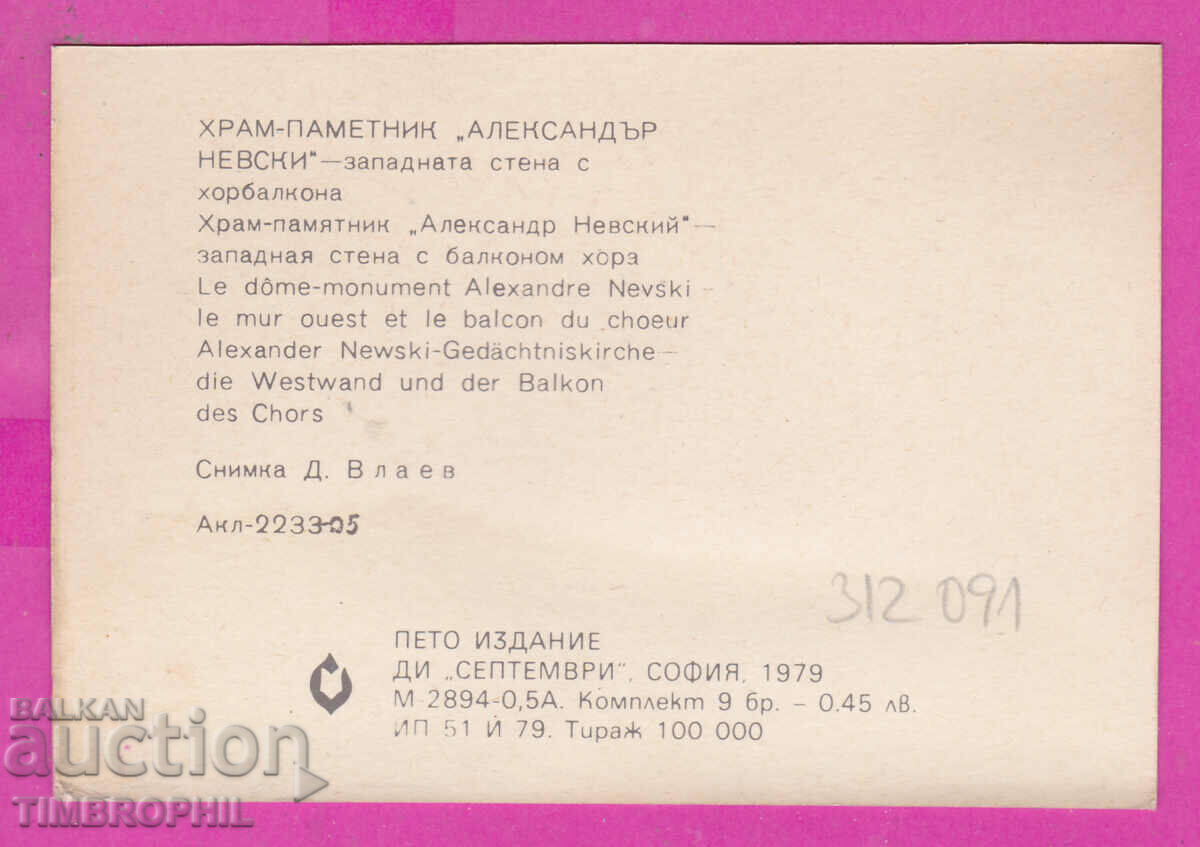 ХРАМ-ПАМЕТНИК „АЛЕКСАНДЪР
НЕВСКИ“—западната стена с
хорбалкона
Храм-памятник „Александр Невский“—
западная стена с балконом хора
Le dôme-monument Alexandre Nevski —
le mur ouest et le balcon du choeur
Alexander Newski-Gedächtniskirche—
die Westwand und der Balkon
des Chors
Снимка Д. Влаев
Акл-2233-05
312 091
ПЕТО ИЗДАНИЕ
ДИ „СЕПТЕМВРИ“, СОФИЯ, 1979
М-2894-0,5А. Комплект 9 бр. – 0.45 лв.
ИП 51 Й 79. Тираж 100 000
BALKAN
auction
TIMBROPHIL